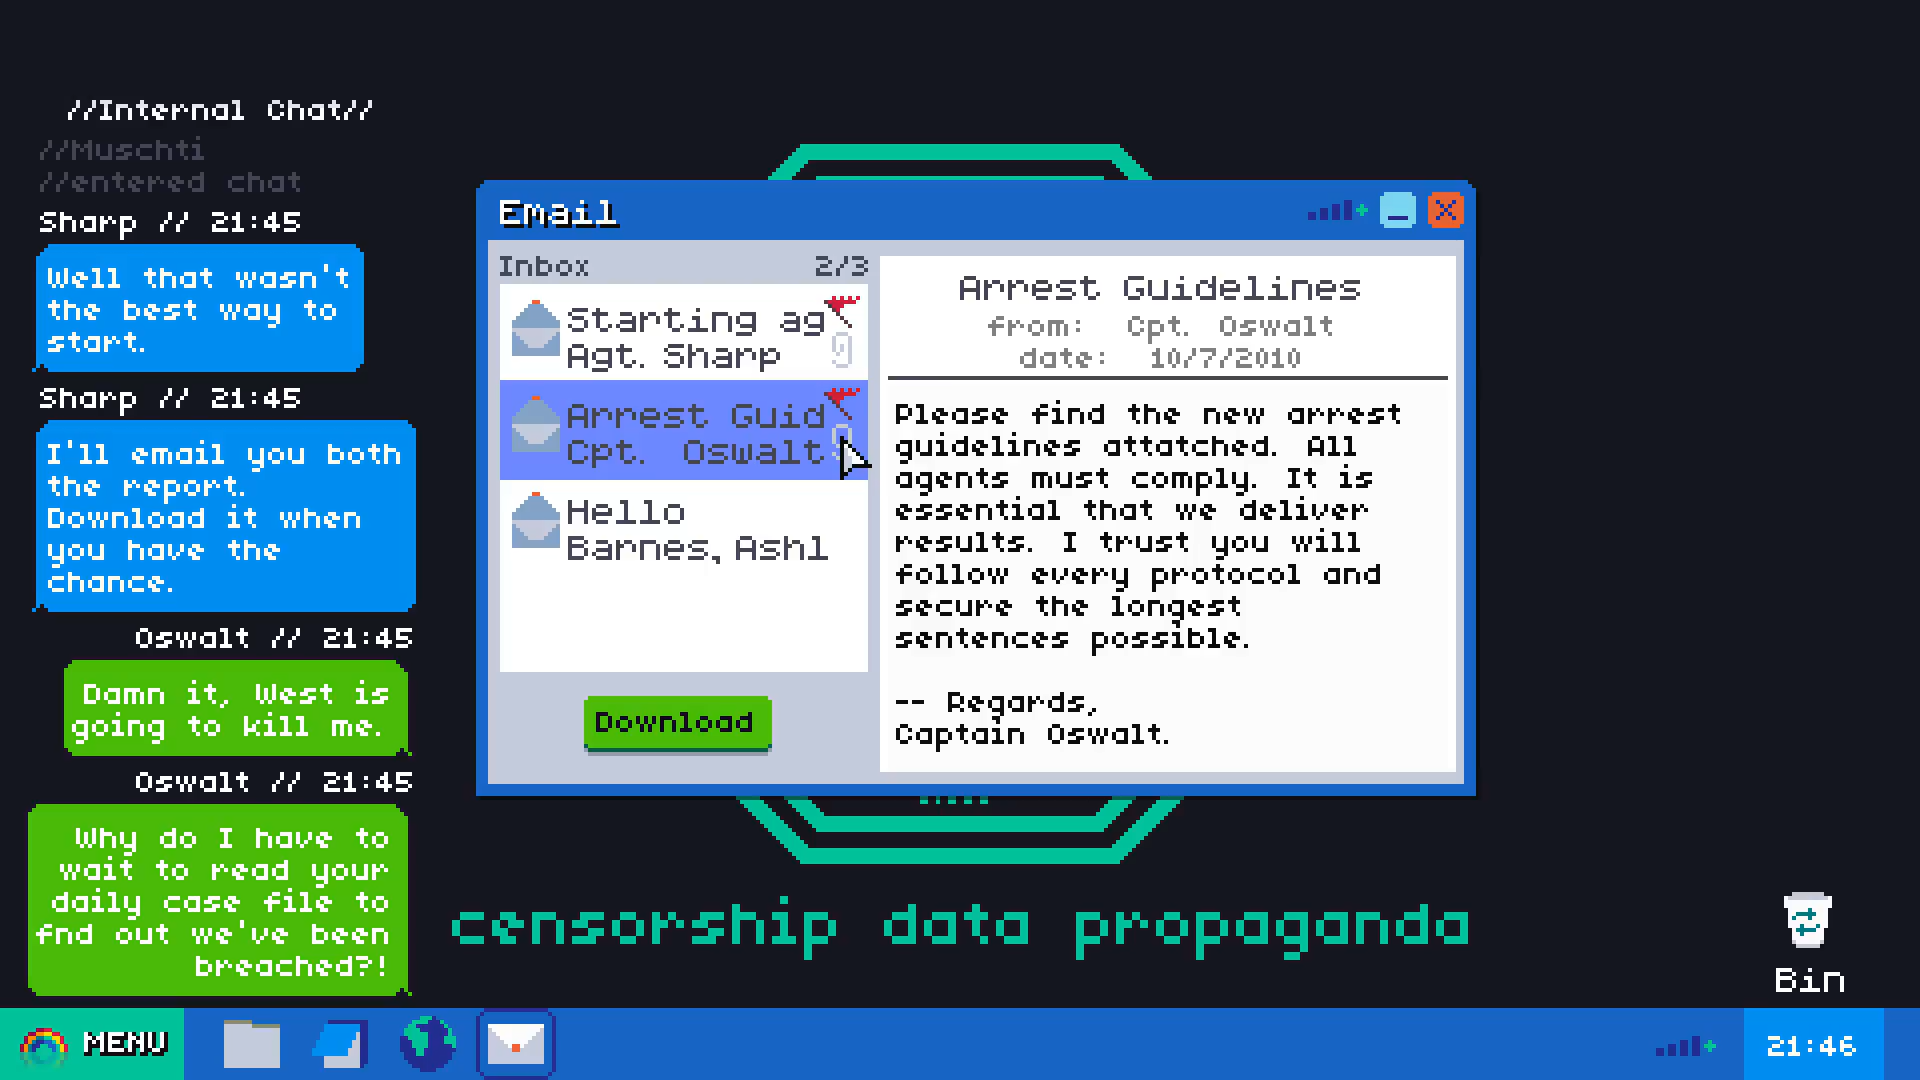 //Internal Chat//
//Muschti
//entered chat
Sharp // 21:45
Well that wasn't
the best way to
start.
Sharp // 21:45
I'll email you both
the report.
Download it when
you have the
chance.
Oswalt // 21:45
Damn it, West is
going to kill me.
Oswalt // 21:45
Why do I have to
wait to read your
daily case file to
fnd out we've been
breached?!
Email
Inbox 2/3
Starting ag
Agt. Sharp
Arrest Guid
Cpt. Oswalt
Hello
Barnes, Ashl
Download
Arrest Guidelines
from: Cpt. Oswalt
date: 10/7/2010
Please find the new arrest
guidelines attatched. All
agents must comply. It is
essential that we deliver
results. I trust you will
follow every protocol and
secure the longest
sentences possible.
-- Regards,
Captain Oswalt.
censorship data propaganda
Bin
MENU
21:46